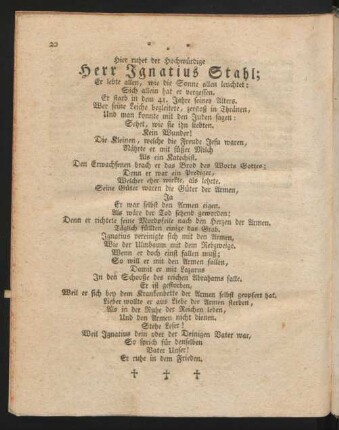 20
* * *
Hier ruhet der Hochwürdige
Herr Ignatius Stahl;
Er lebte allen, wie die Sonne allen leuchtet:
Sich allein hat er vergessen.
Er starb in dem 41. Jahre seines Alters.
Wer seine Leiche begleitete, zerfloß in Thränen,
Und man konnte mit den Juden sagen:
Sehet, wie sie ihn liebten.
Kein Wunder!
Die Kleinen, welche die Freude Jesu waren,
Nährte er mit süsser Milch
Als ein Katechist.
Den Erwachsenen brach er das Brod des Worts Gottes;
Denn er war ein Prediger,
Welcher eher wirkte, als lehrte.
Seine Güter waren die Güter der Armen,
Ja
Er war selbst den Armen eigen.
Als wäre der Tod sehend geworden:
Denn er richtete seine Mordpfeile nach den Herzen der Armen.
Täglich füllten einige das Grab.
Ignatius vereinigte sich mit den Armen,
Wie der Ulmbaum mit dem Rebzweige.
Wenn er doch einst fallen muß;
So will er mit den Armen fallen,
Damit er mit Lazarus
In den Schooße des reichen Abrahams falle.
Er ist gestorben.
Weil er sich bey dem Krankenbette der Armen selbst geopfert hat.
Lieber wollte er aus Liebe der Armen sterben,
Als in der Ruhe der Reichen leben,
Und den Armen nicht dienen.
Stehe Leser!
Weil Ignatius dein oder der Deinigen Vater war,
So sprich für denselben
Vater Unser!
Er ruhe in dem Frieden.
† † †